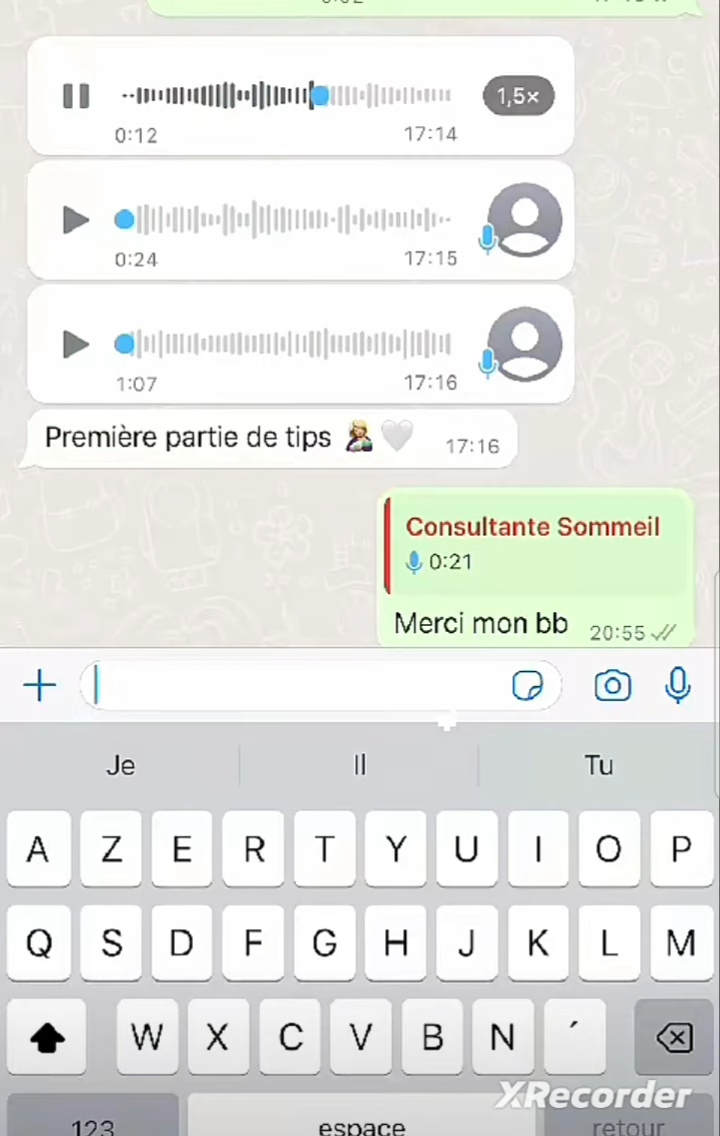 0:12 17:14
1,5×
0:24 17:15
1:07 17:16
Première partie de tips 🤱🏼🤍 17:16
Consultante Sommeil
0:21
Merci mon bb 20:55
Je Il Tu
A Z E R T Y U I O P
Q S D F G H J K L M
W X C V B N ´
XRecorder
123 espace retour